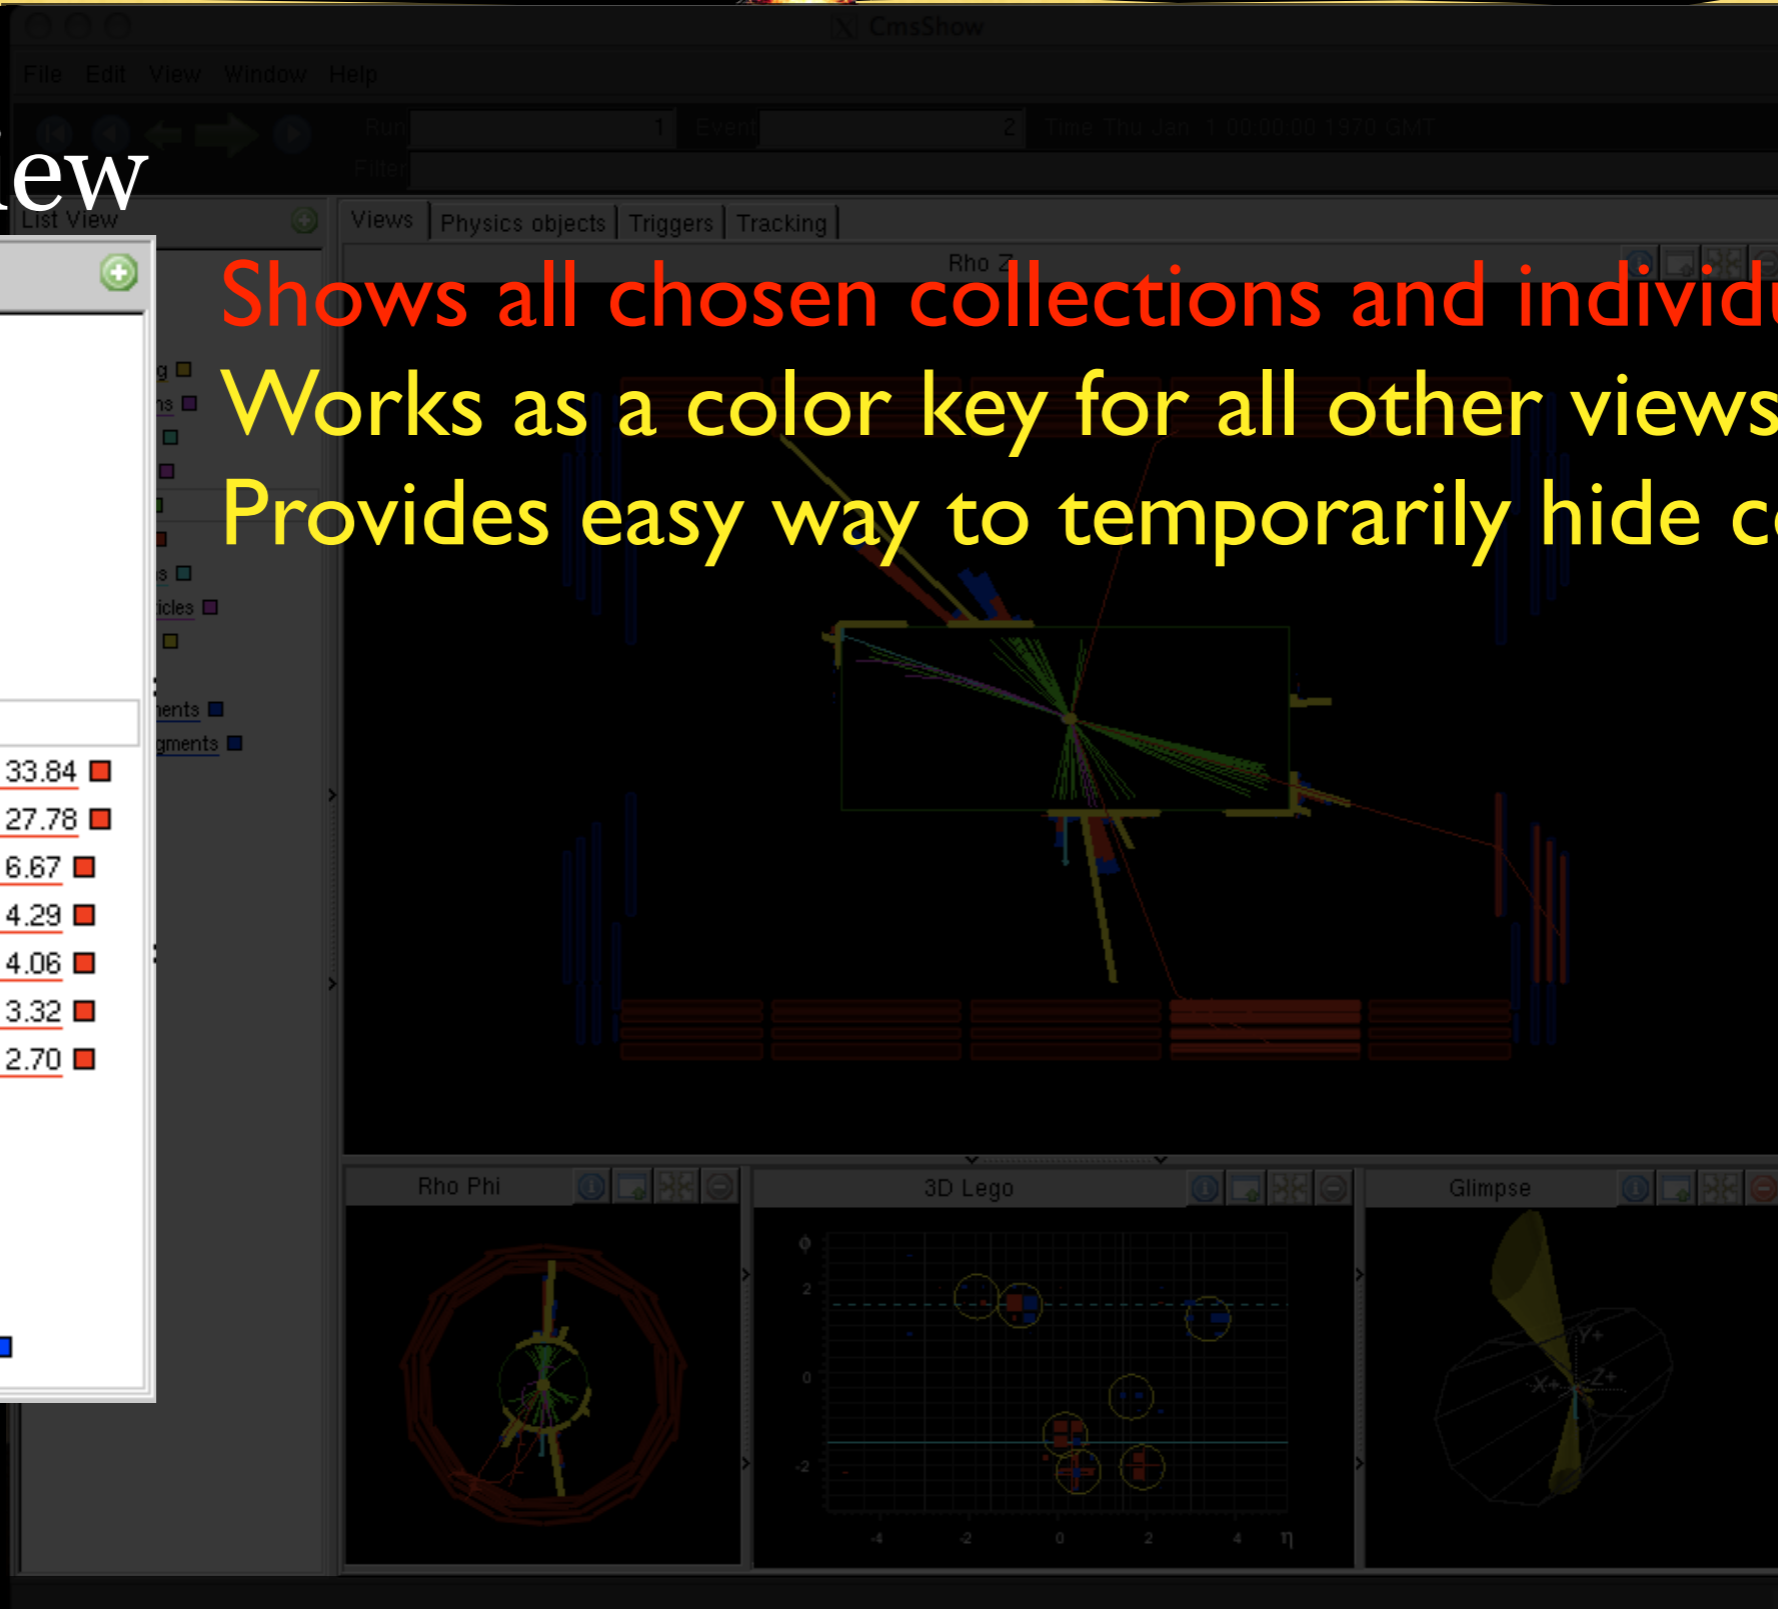 CmsShow
File Edit View Window Help
Run 1 Event 2 Time Thu Jan 1 00:00:00 1970 GMT
Filter
iew
List View
Views Physics objects Triggers Tracking
Rho Z
Shows all chosen collections and individu
Works as a color key for all other views
Provides easy way to temporarily hide co
g
ns
s
icles
ments
gments
33.84
27.78
6.67
4.29
4.06
3.32
2.70
Rho Phi
3D Lego
Glimpse
ϕ
2
0
-2
-4 -2 0 2 4 η
Y+
X+ Z+